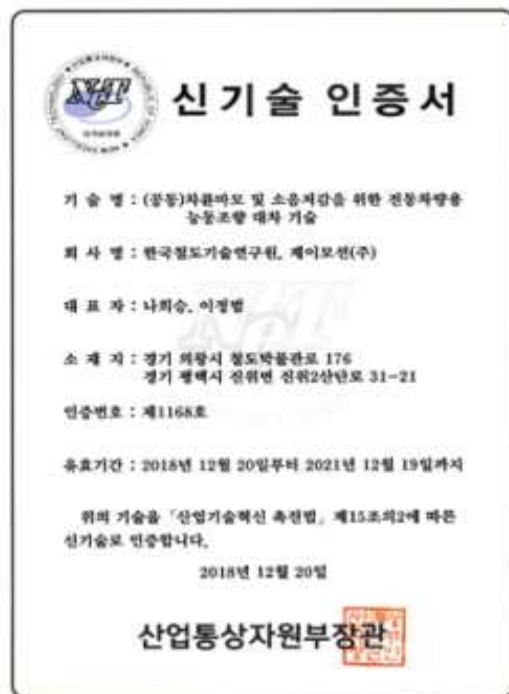 NeT
신기술 인증서
기 술 명 : (공동)차륜마모 및 소음저감을 위한 전동차량용
능동조향 대차 기술
회 사 명 : 한국철도기술연구원, 제이모션(주)
대 표 자 : 나희승, 이정범
소 재 지 : 경기 의왕시 철도박물관로 176
경기 평택시 진위면 진위2산단로 31-21
인증번호 : 제1168호
유효기간 : 2018년 12월 20일부터 2021년 12월 19일까지
위의 기술을 「산업기술혁신 촉진법」 제15조의2에 따른
신기술로 인증합니다.
2018년 12월 20일
산업통상자원부장관